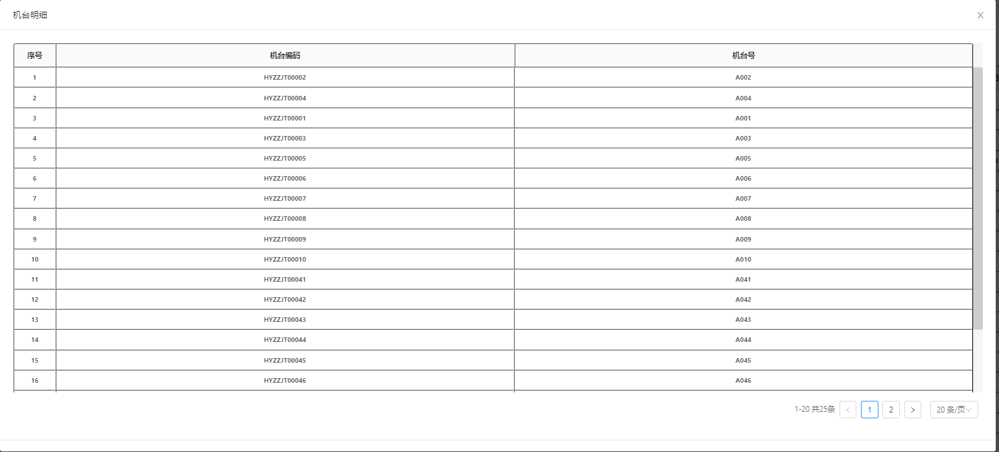 机台明细
序号 机台编码 机台号
1 HYZZJT00002 A002
2 HYZZJT00004 A004
3 HYZZJT00001 A001
4 HYZZJT00003 A003
5 HYZZJT00005 A005
6 HYZZJT00006 A006
7 HYZZJT00007 A007
8 HYZZJT00008 A008
9 HYZZJT00009 A009
10 HYZZJT00010 A010
11 HYZZJT00041 A041
12 HYZZJT00042 A042
13 HYZZJT00043 A043
14 HYZZJT00044 A044
15 HYZZJT00045 A045
16 HYZZJT00046 A046
1-20 共25条 < 1 2 > 20 条/页